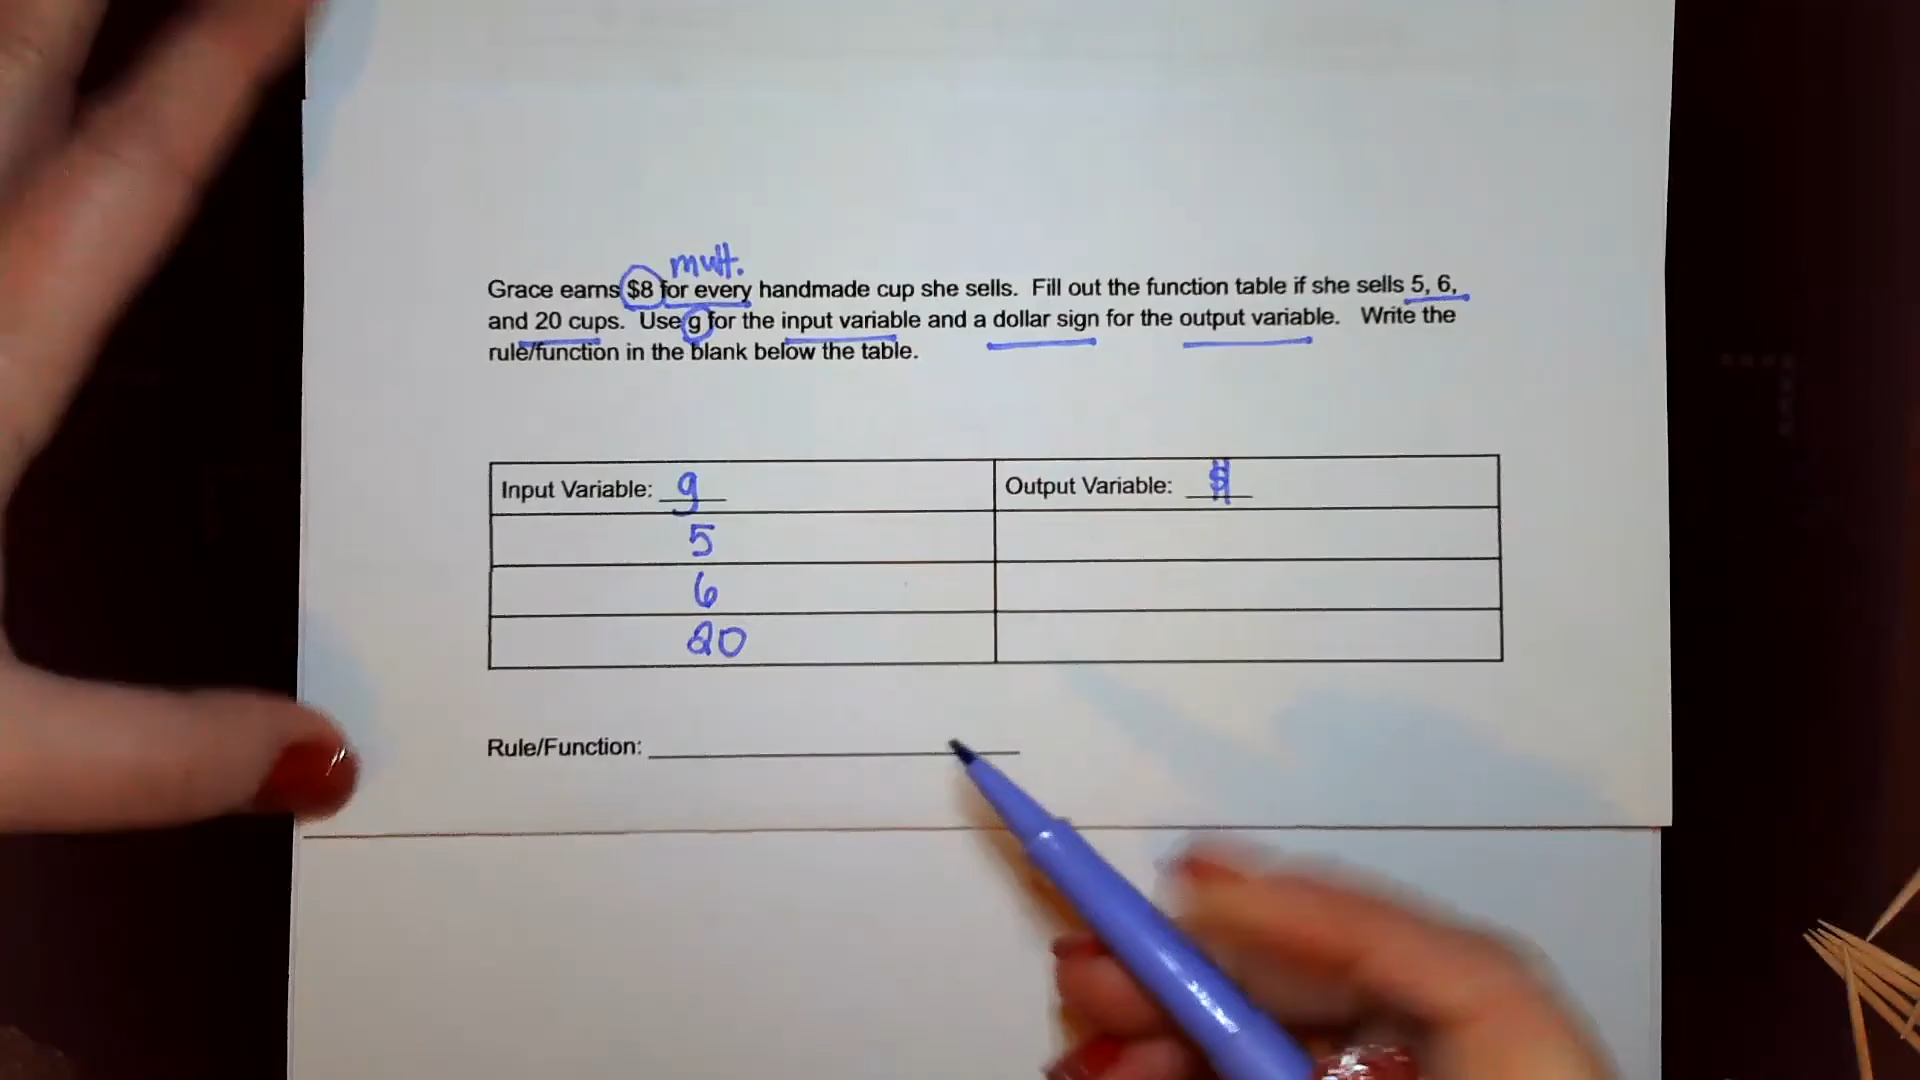 mult.
Grace earns $8 for every handmade cup she sells. Fill out the function table if she sells 5, 6,
and 20 cups. Use g for the input variable and a dollar sign for the output variable. Write the
rule/function in the blank below the table.
Input Variable: g Output Variable: $
5
6
20
Rule/Function: